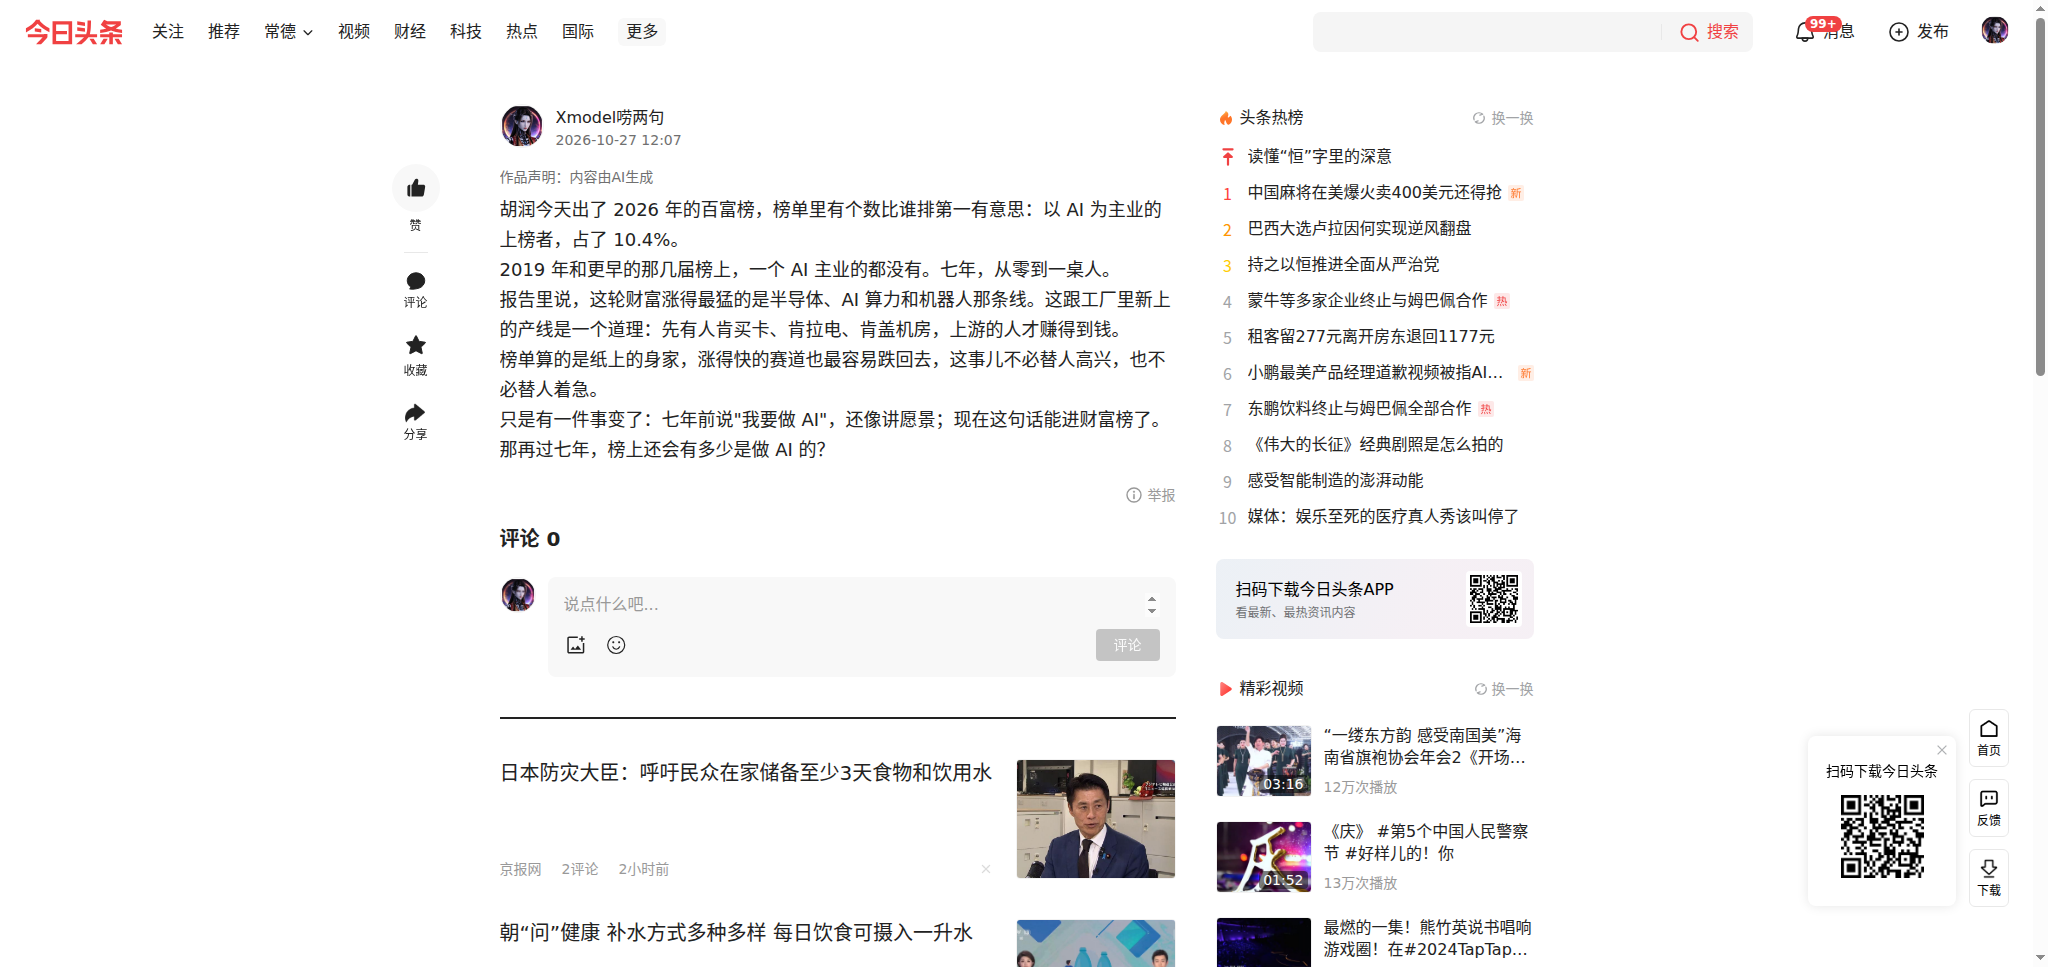 今日头条
关注 推荐 常德 视频 财经 科技 热点 国际 更多
搜索
99+
消息
发布
Xmodel唠两句
2026-10-27 12:07
作品声明：内容由AI生成
胡润今天出了 2026 年的百富榜，榜单里有个数比谁排第一有意思：以 AI 为主业的
上榜者，占了 10.4%。
2019 年和更早的那几届榜上，一个 AI 主业的都没有。七年，从零到一桌人。
报告里说，这轮财富涨得最猛的是半导体、AI 算力和机器人那条线。这跟工厂里新上
的产线是一个道理：先有人肯买卡、肯拉电、肯盖机房，上游的人才赚得到钱。
榜单算的是纸上的身家，涨得快的赛道也最容易跌回去，这事儿不必替人高兴，也不
必替人着急。
只是有一件事变了：七年前说"我要做 AI"，还像讲愿景；现在这句话能进财富榜了。
那再过七年，榜上还会有多少是做 AI 的？
赞
评论
收藏
分享
举报
评论 0
说点什么吧...
评论
日本防灾大臣：呼吁民众在家储备至少3天食物和饮用水
京报网 2评论 2小时前
朝“问”健康 补水方式多种多样 每日饮食可摄入一升水
头条热榜
换一换
读懂“恒”字里的深意
1 中国麻将在美爆火卖400美元还得抢 新
2 巴西大选卢拉因何实现逆风翻盘
3 持之以恒推进全面从严治党
4 蒙牛等多家企业终止与姆巴佩合作 热
5 租客留277元离开房东退回1177元
6 小鹏最美产品经理道歉视频被指AI... 新
7 东鹏饮料终止与姆巴佩全部合作 热
8 《伟大的长征》经典剧照是怎么拍的
9 感受智能制造的澎湃动能
10 媒体：娱乐至死的医疗真人秀该叫停了
扫码下载今日头条APP
看最新、最热资讯内容
精彩视频
换一换
“一缕东方韵 感受南国美”海
南省旗袍协会年会2《开场...
03:16
12万次播放
《庆》 #第5个中国人民警察
节 #好样儿的！你
01:52
13万次播放
最燃的一集！熊竹英说书唱响
游戏圈！在#2024TapTap...
扫码下载今日头条
首页
反馈
下载